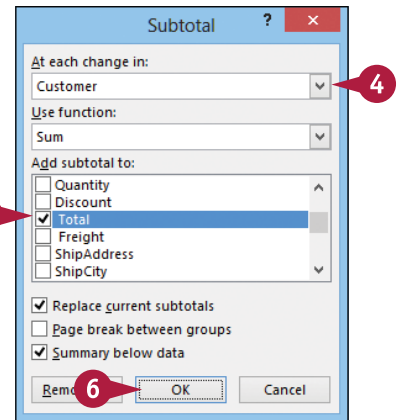 Subtotal ? ×
At each change in:
Customer
4
Use function:
Sum
Add subtotal to:
Quantity
Discount
Total
Freight
ShipAddress
ShipCity
Replace current subtotals
Page break between groups
Summary below data
6 OK Cancel